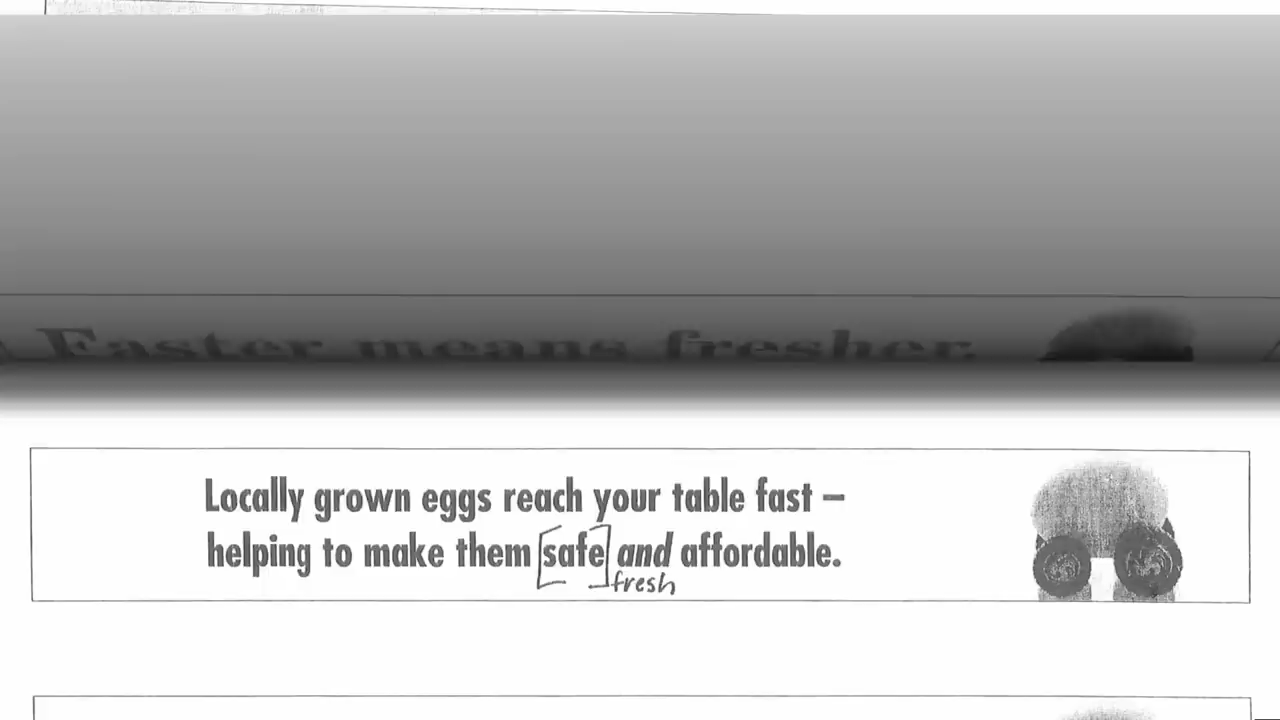 Faster means fresher.
Locally grown eggs reach your table fast –
helping to make them [safe] and affordable.
fresh